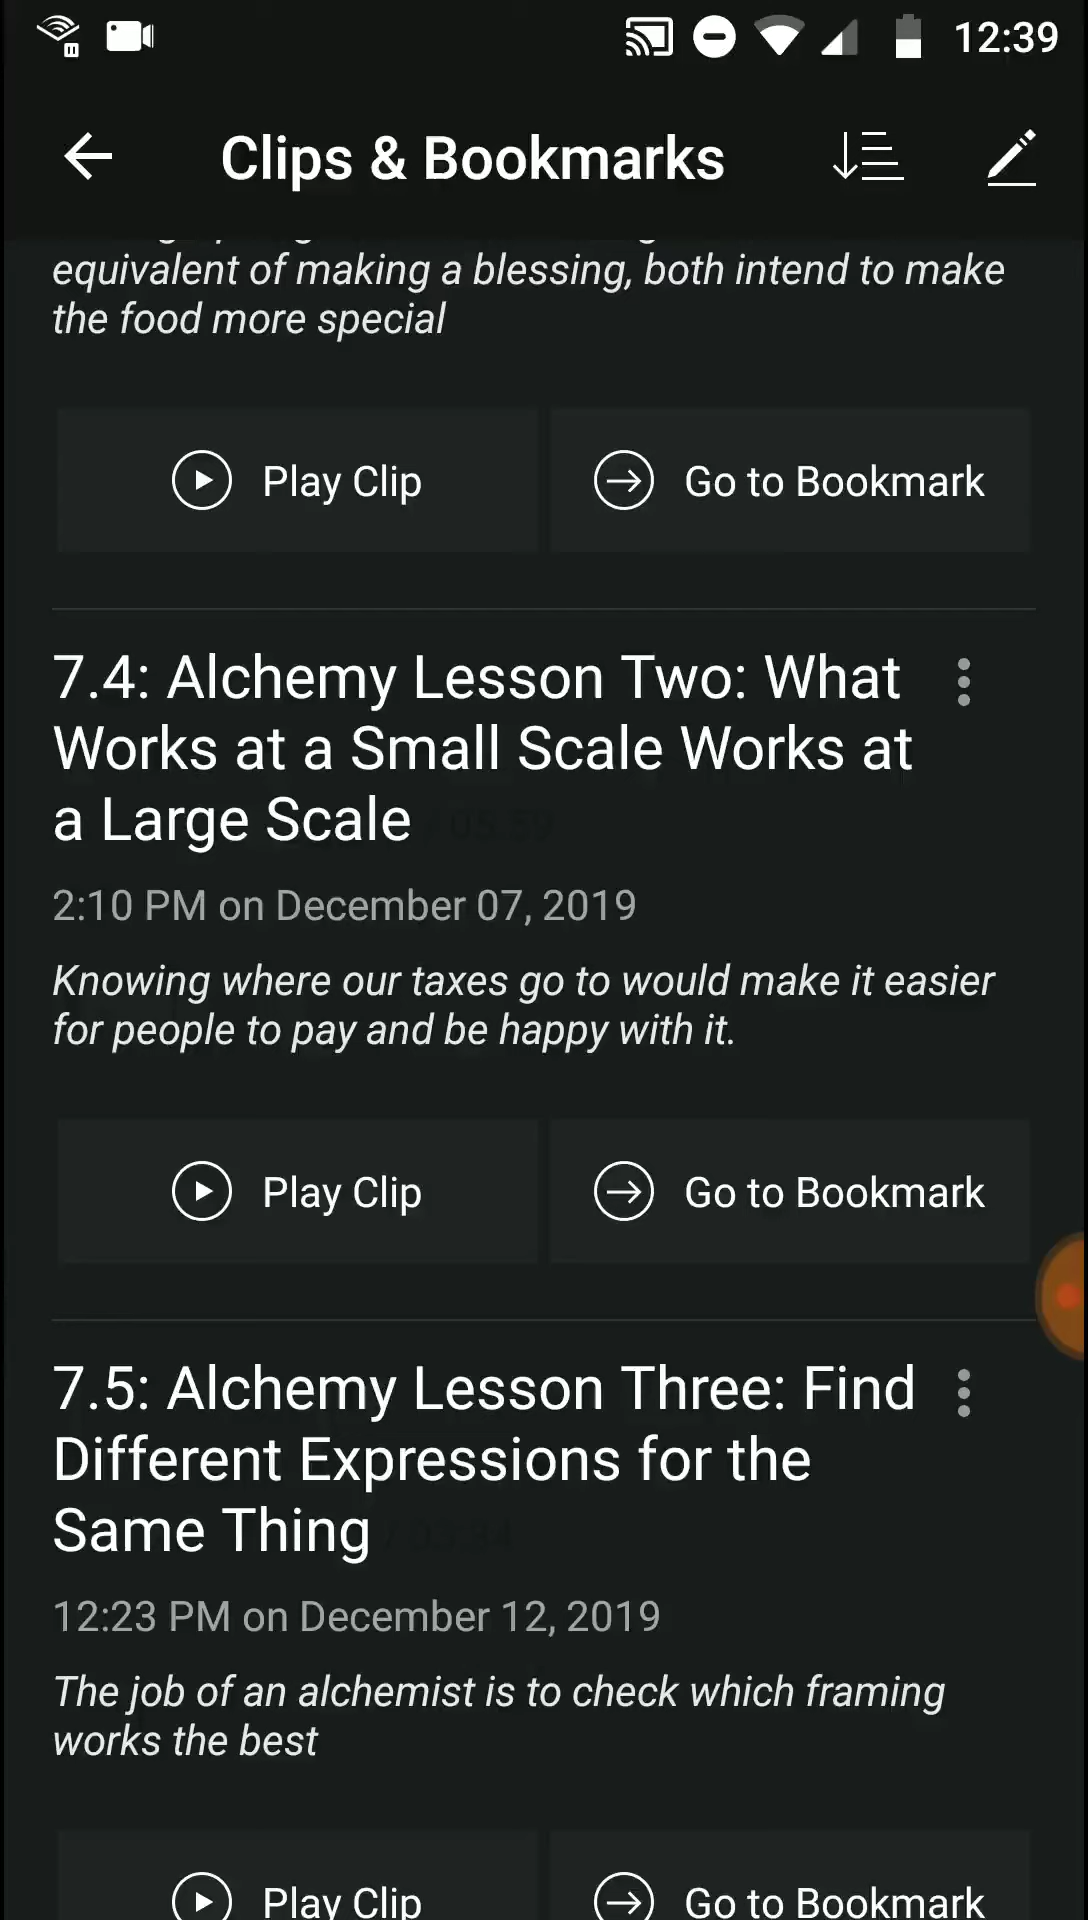 12:39
Clips & Bookmarks
equivalent of making a blessing, both intend to make
the food more special
Play Clip
Go to Bookmark
7.4: Alchemy Lesson Two: What
Works at a Small Scale Works at
a Large Scale
/ 05:59
2:10 PM on December 07, 2019
Knowing where our taxes go to would make it easier
for people to pay and be happy with it.
Play Clip
Go to Bookmark
7.5: Alchemy Lesson Three: Find
Different Expressions for the
Same Thing
/ 03:34
12:23 PM on December 12, 2019
The job of an alchemist is to check which framing
works the best
Play Clip
Go to Bookmark